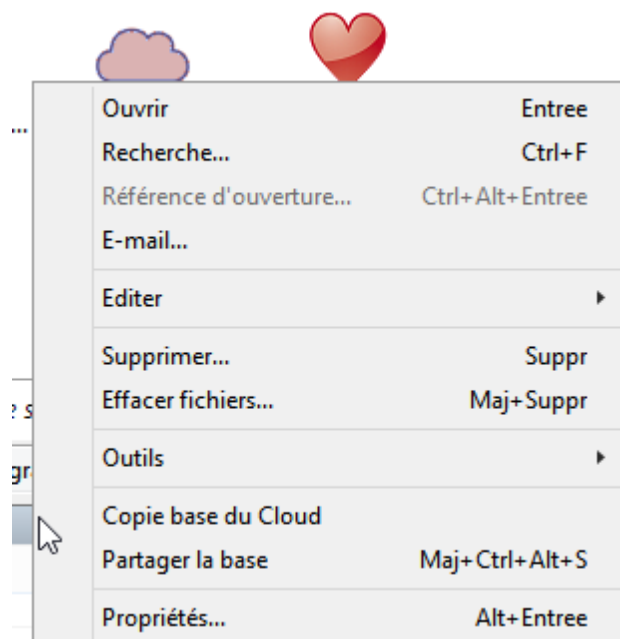 ...
Ouvrir Entree
Recherche... Ctrl+F
Référence d'ouverture... Ctrl+Alt+Entree
E-mail...
Editer
Supprimer... Suppr
Effacer fichiers... Maj+Suppr
Outils
Copie base du Cloud
Partager la base Maj+Ctrl+Alt+S
Propriétés... Alt+Entree